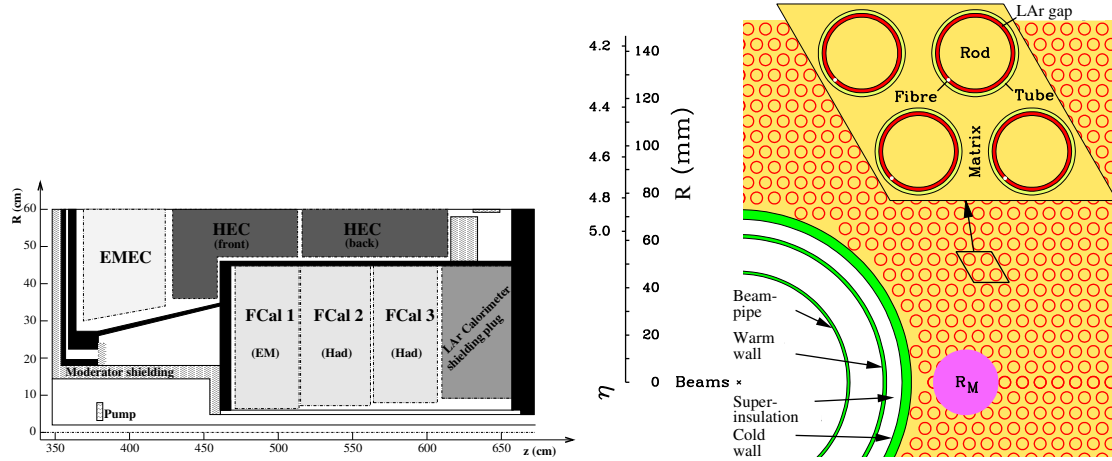 R (cm)
60
50
40
30
20
10
0
350
400
450
500
550
600
z (cm)
EMEC
HEC
(front)
HEC
(back)
FCal 1
(EM)
FCal 2
(Had)
FCal 3
(Had)
LAr Calorimeter
shielding plug
Moderator shielding
Pump
4.2
4.4
4.6
4.8
5.0
η
140
120
100
80
60
40
20
0
R (mm)
LAr gap
Rod
Fibre
Tube
Matrix
Beam-
pipe
Warm
wall
Beams ×
Super-
insulation
Cold
wall
RM